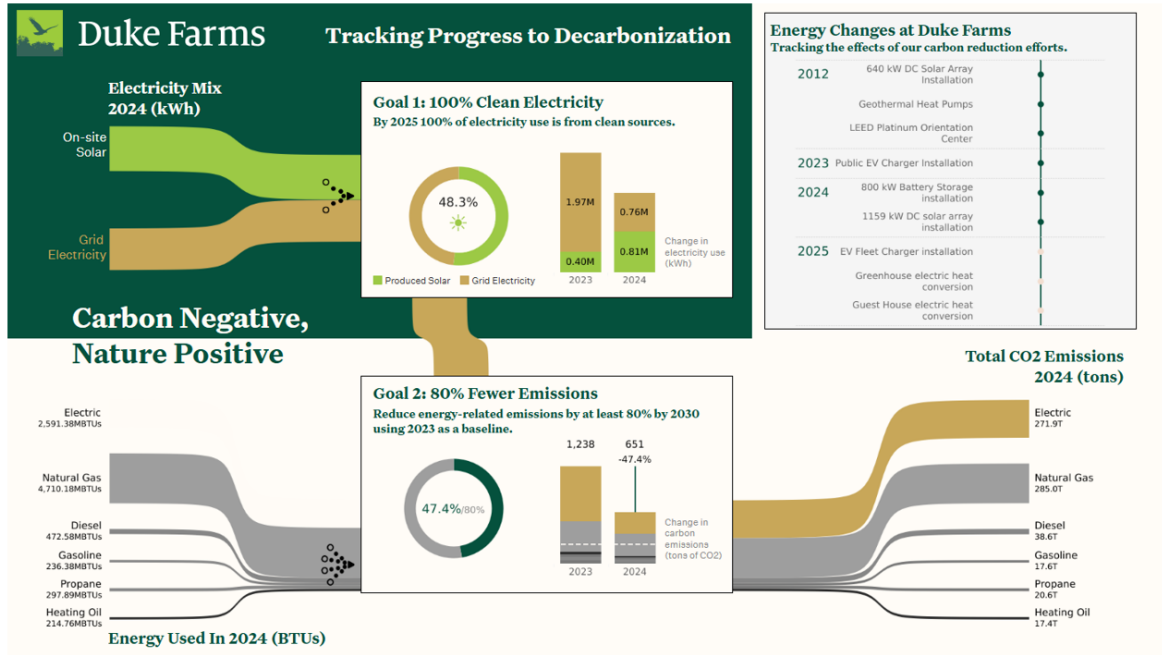 Duke Farms
Tracking Progress to Decarbonization
Electricity Mix
2024 (kWh)
On-site
Solar
Grid
Electricity
Goal 1: 100% Clean Electricity
By 2025 100% of electricity use is from clean sources.
48.3%
1.97M
0.40M
0.76M
0.81M
2023
2024
Change in
electricity use
(kWh)
Produced Solar
Grid Electricity
Energy Changes at Duke Farms
Tracking the effects of our carbon reduction efforts.
2012
640 kW DC Solar Array
Installation
Geothermal Heat Pumps
LEED Platinum Orientation
Center
2023
Public EV Charger Installation
2024
800 kW Battery Storage
installation
1159 kW DC solar array
installation
2025
EV Fleet Charger installation
Greenhouse electric heat
conversion
Guest House electric heat
conversion
Carbon Negative,
Nature Positive
Electric
2,591.38MBTUs
Natural Gas
4,710.18MBTUs
Diesel
472.58MBTUs
Gasoline
236.38MBTUs
Propane
297.89MBTUs
Heating Oil
214.76MBTUs
Energy Used In 2024 (BTUs)
Goal 2: 80% Fewer Emissions
Reduce energy-related emissions by at least 80% by 2030
using 2023 as a baseline.
47.4%/80%
1,238
651
-47.4%
2023
2024
Change in
carbon
emissions
(tons of CO2)
Total CO2 Emissions
2024 (tons)
Electric
271.9T
Natural Gas
285.0T
Diesel
38.6T
Gasoline
17.6T
Propane
20.6T
Heating Oil
17.4T